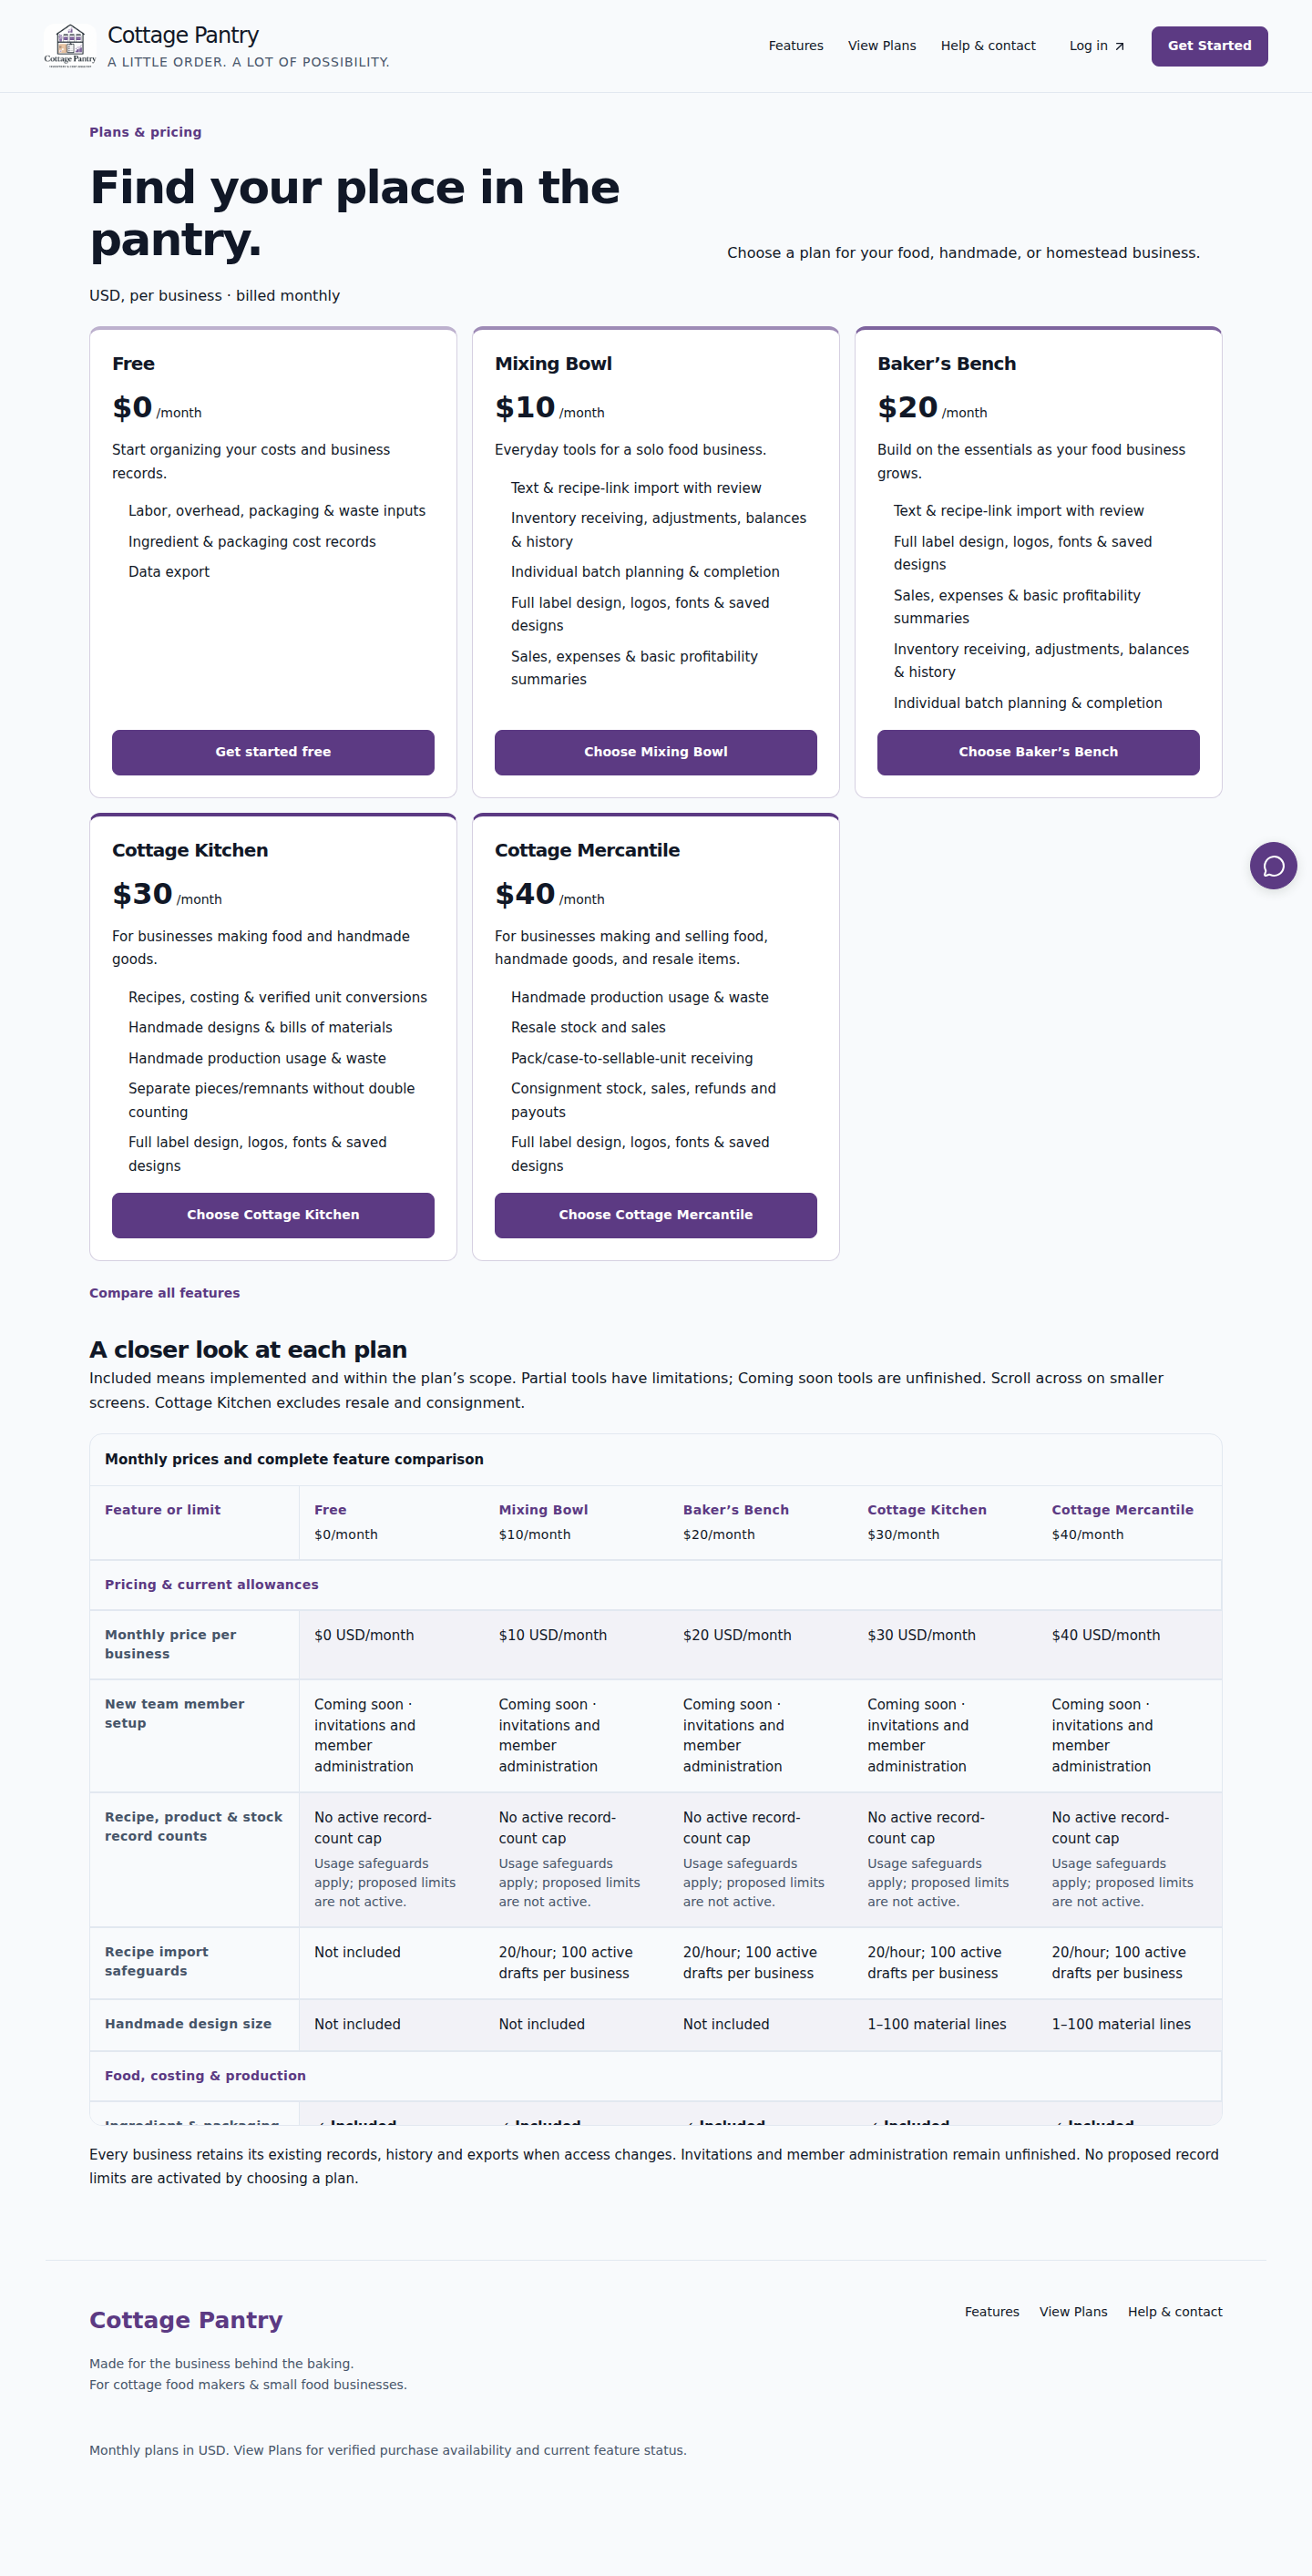 Cottage Pantry
Cottage Pantry
A LITTLE ORDER. A LOT OF POSSIBILITY.
Features
View Plans
Help & contact
Log in
Get Started
Plans & pricing
Find your place in the
pantry.
Choose a plan for your food, handmade, or homestead business.
USD, per business · billed monthly
Free
$0 /month
Start organizing your costs and business
records.
Labor, overhead, packaging & waste inputs
Ingredient & packaging cost records
Data export
Get started free
Mixing Bowl
$10 /month
Everyday tools for a solo food business.
Text & recipe-link import with review
Inventory receiving, adjustments, balances
& history
Individual batch planning & completion
Full label design, logos, fonts & saved
designs
Sales, expenses & basic profitability
summaries
Choose Mixing Bowl
Baker’s Bench
$20 /month
Build on the essentials as your food business
grows.
Text & recipe-link import with review
Full label design, logos, fonts & saved
designs
Sales, expenses & basic profitability
summaries
Inventory receiving, adjustments, balances
& history
Individual batch planning & completion
Choose Baker’s Bench
Cottage Kitchen
$30 /month
For businesses making food and handmade
goods.
Recipes, costing & verified unit conversions
Handmade designs & bills of materials
Handmade production usage & waste
Separate pieces/remnants without double
counting
Full label design, logos, fonts & saved
designs
Choose Cottage Kitchen
Cottage Mercantile
$40 /month
For businesses making and selling food,
handmade goods, and resale items.
Handmade production usage & waste
Resale stock and sales
Pack/case-to-sellable-unit receiving
Consignment stock, sales, refunds and
payouts
Full label design, logos, fonts & saved
designs
Choose Cottage Mercantile
Compare all features
A closer look at each plan
Included means implemented and within the plan’s scope. Partial tools have limitations; Coming soon tools are unfinished. Scroll across on smaller
screens. Cottage Kitchen excludes resale and consignment.
Monthly prices and complete feature comparison
Feature or limit
Free
$0/month
Mixing Bowl
$10/month
Baker’s Bench
$20/month
Cottage Kitchen
$30/month
Cottage Mercantile
$40/month
Pricing & current allowances
Monthly price per
business
$0 USD/month
$10 USD/month
$20 USD/month
$30 USD/month
$40 USD/month
New team member
setup
Coming soon ·
invitations and
member
administration
Coming soon ·
invitations and
member
administration
Coming soon ·
invitations and
member
administration
Coming soon ·
invitations and
member
administration
Coming soon ·
invitations and
member
administration
Recipe, product & stock
record counts
No active record-
count cap
Usage safeguards
apply; proposed limits
are not active.
No active record-
count cap
Usage safeguards
apply; proposed limits
are not active.
No active record-
count cap
Usage safeguards
apply; proposed limits
are not active.
No active record-
count cap
Usage safeguards
apply; proposed limits
are not active.
No active record-
count cap
Usage safeguards
apply; proposed limits
are not active.
Recipe import
safeguards
Not included
20/hour; 100 active
drafts per business
20/hour; 100 active
drafts per business
20/hour; 100 active
drafts per business
20/hour; 100 active
drafts per business
Handmade design size
Not included
Not included
Not included
1–100 material lines
1–100 material lines
Food, costing & production
Ingredient & packaging
✓ Included
✓ Included
✓ Included
✓ Included
✓ Included
Every business retains its existing records, history and exports when access changes. Invitations and member administration remain unfinished. No proposed record
limits are activated by choosing a plan.
Cottage Pantry
Features
View Plans
Help & contact
Made for the business behind the baking.
For cottage food makers & small food businesses.
Monthly plans in USD. View Plans for verified purchase availability and current feature status.